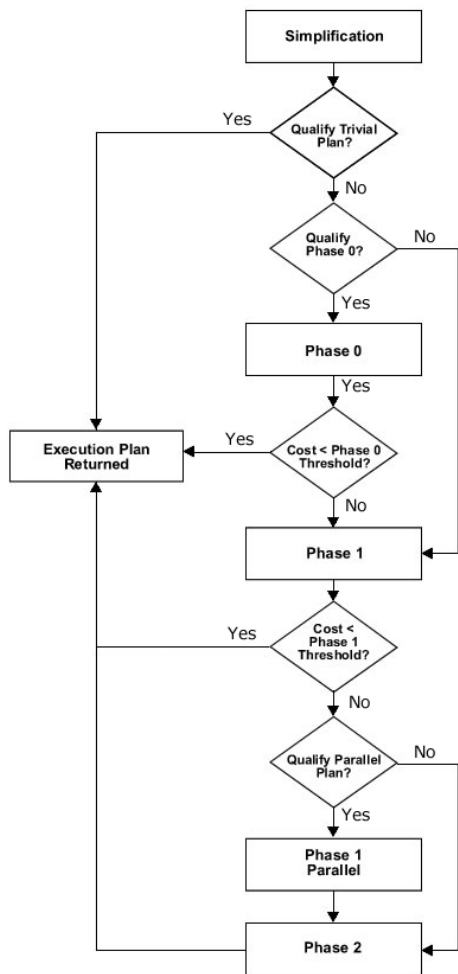 Simplification
Yes
Qualify Trivial
Plan?
No
Qualify
Phase 0?
No
Yes
Phase 0
Yes
Execution Plan
Returned
Yes
Cost < Phase 0
Threshold?
No
Phase 1
Yes
Cost <
Phase 1
Threshold?
No
Qualify Parallel
Plan?
No
Yes
Phase 1
Parallel
Phase 2